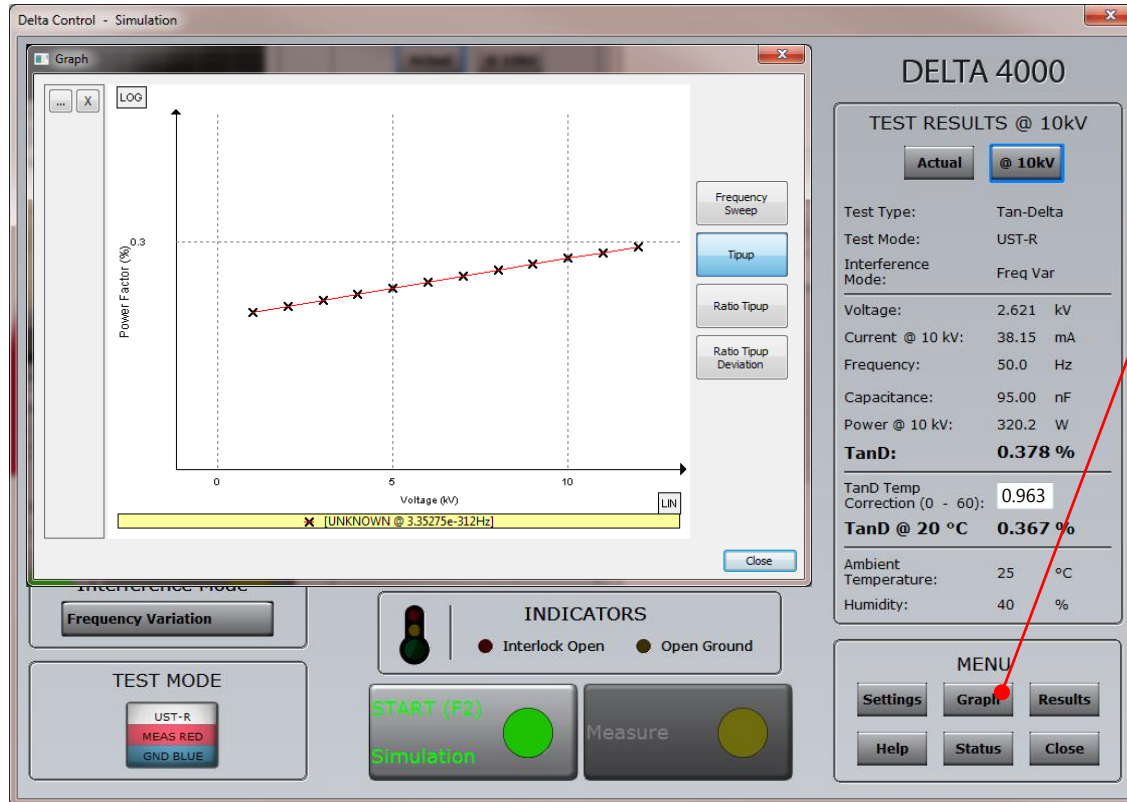 Delta Control - Simulation
Graph
... X
LOG
0.3
Power Factor (%)
0 5 10
Voltage (kV)
LIN
[UNKNOWN @ 3.35275e-312Hz]
Frequency
Sweep
Tipup
Ratio Tipup
Ratio Tipup
Deviation
Close
DELTA 4000
TEST RESULTS @ 10kV
Actual @ 10kV
Test Type: Tan-Delta
Test Mode: UST-R
Interference
Mode: Freq Var
Voltage: 2.621 kV
Current @ 10 kV: 38.15 mA
Frequency: 50.0 Hz
Capacitance: 95.00 nF
Power @ 10 kV: 320.2 W
TanD: 0.378 %
TanD Temp
Correction (0 - 60): 0.963
TanD @ 20 °C 0.367 %
Ambient
Temperature: 25 °C
Humidity: 40 %
Interference Mode
Frequency Variation
TEST MODE
UST-R
MEAS RED
GND BLUE
INDICATORS
Interlock Open Open Ground
START (F2)
Simulation
Measure
MENU
Settings Graph Results
Help Status Close